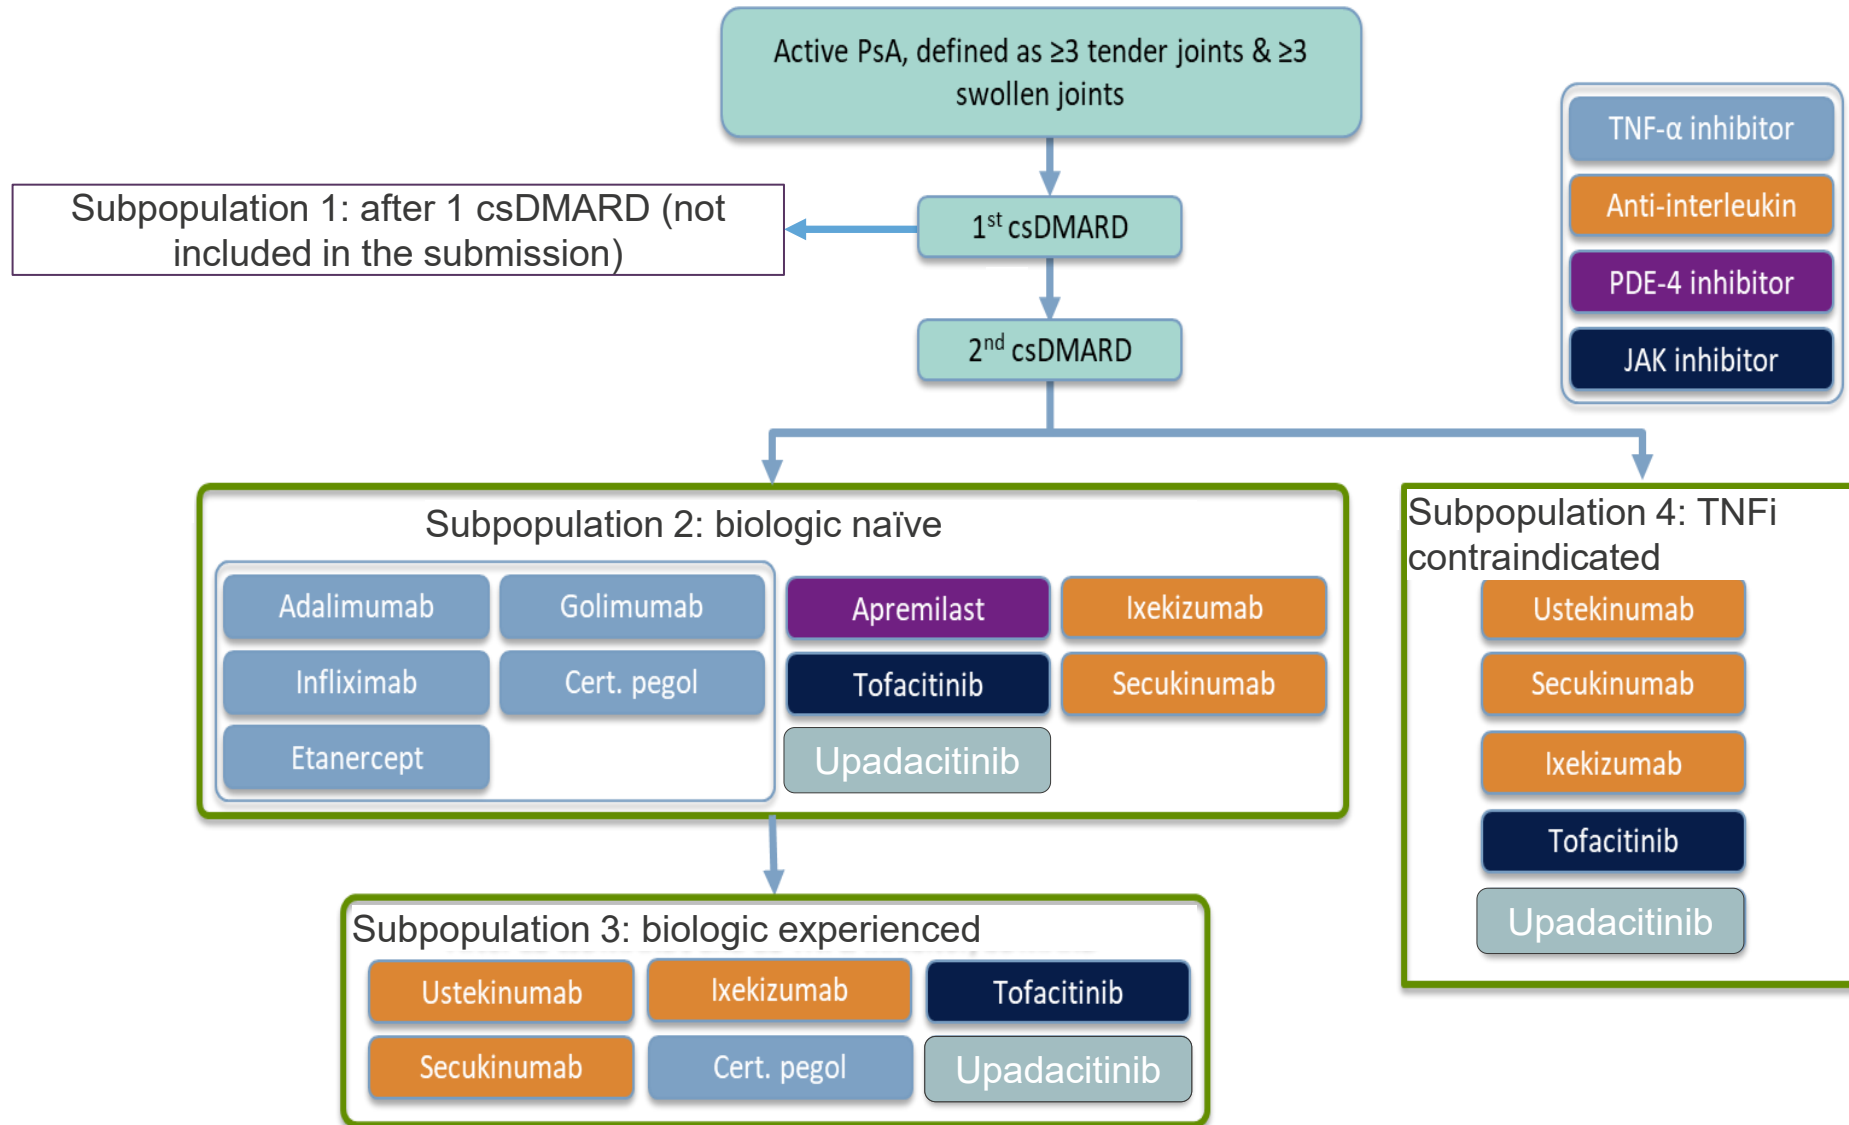 Active PsA, defined as ≥3 tender joints & ≥3
swollen joints
TNF-α inhibitor
Anti-interleukin
PDE-4 inhibitor
JAK inhibitor
Subpopulation 1: after 1 csDMARD (not
included in the submission)
1st csDMARD
2nd csDMARD
Subpopulation 2: biologic naïve
Adalimumab
Golimumab
Apremilast
Ixekizumab
Infliximab
Cert. pegol
Tofacitinib
Secukinumab
Etanercept
Upadacitinib
Subpopulation 4: TNFi
contraindicated
Ustekinumab
Secukinumab
Ixekizumab
Tofacitinib
Upadacitinib
Subpopulation 3: biologic experienced
Ustekinumab
Ixekizumab
Tofacitinib
Secukinumab
Cert. pegol
Upadacitinib